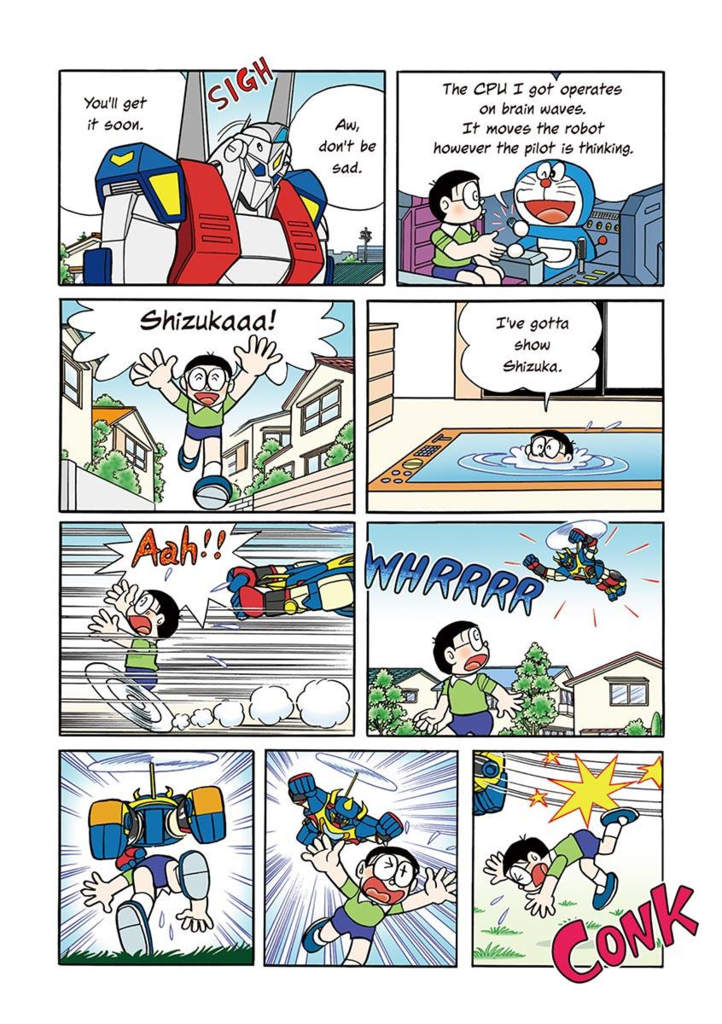 The CPU I got operates
on brain waves.
It moves the robot
however the pilot is thinking.
Aw,
don't be
sad.
SIGH
You'll get
it soon.
I've gotta
show
Shizuka.
Shizukaaa!
WHRRRR
Aah!!
CONK